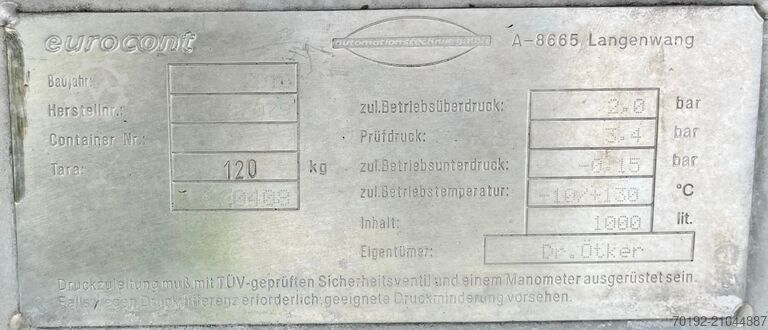 eurocont automationstechnik gmbh A-8665 Langenwang
Baujahr:
Herstellnr.: zul.Betriebsüberdruck: 2.0 bar
Container Nr.: Prüfdruck: 3.4 bar
Tara: 120 kg zul.Betriebsunterdruck: -0.15 bar
zul.Betriebstemperatur: -10/+130 °C
Inhalt: 1000 lit.
Eigentümer: Dr.Ötker
Druckzuleitung muß mit TÜV-geprüften Sicherheitsventil und einem Manometer ausgerüstet sein.
Falls wegen Druckdifferenz erforderlich, geeignete Druckminderung vorsehen.
70192-21044887